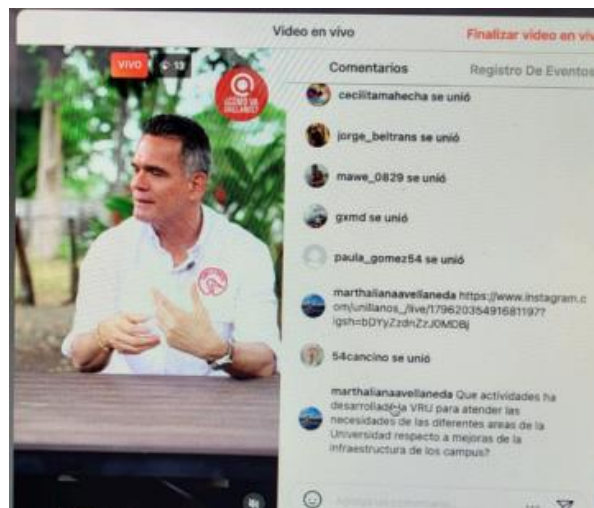 Video en vivo
Finalizar video en viv
VIVO
13
¿CÓMO VA
UNILLANOS?
Comentarios
Registro De Eventos
cecilitamahecha se unió
jorge_beltrans se unió
mawe_0829 se unió
gxmd se unió
paula_gomez54 se unió
marthalianaavellaneda https://www.instagram.c
om/unillanos_/live/17962035491681197?
igsh=bDYyZzdnZzJ0MDBj
54cancino se unió
marthalianaavellaneda Que actividades ha
desarrollado la VRU para atender las
necesidades de las diferentes areas de la
Universidad respecto a mejoras de la
infraestructura de los campus?